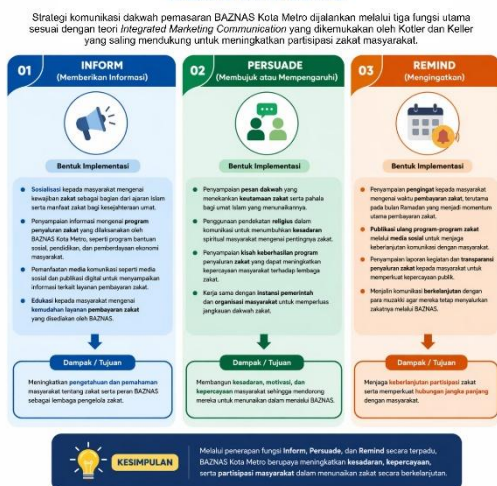 Strategi komunikasi dakwah pemasaran BAZNAS Kota Metro dijalankan melalui tiga fungsi utama
sesuai dengan teori Integrated Marketing Communication yang dikemukakan oleh Kotler dan Keller
yang saling mendukung untuk meningkatkan partisipasi zakat masyarakat.
01
INFORM
(Memberikan Informasi)
Bentuk Implementasi
Sosialisasi kepada masyarakat mengenai
kewajiban zakat sebagai bagian dari ajaran Islam
serta manfaat zakat bagi kesejahteraan umat.
Penyampaian informasi mengenai program
penyaluran zakat yang dilaksanakan oleh
BAZNAS Kota Metro, seperti program bantuan
sosial, pendidikan, dan pemberdayaan ekonomi
masyarakat.
Pemanfaatan media komunikasi seperti media
sosial dan publikasi digital untuk menyampaikan
informasi terkait layanan pembayaran zakat.
Edukasi kepada masyarakat mengenai
kemudahan layanan pembayaran zakat
yang disediakan oleh BAZNAS.
Dampak / Tujuan
Meningkatkan pengetahuan dan pemahaman
masyarakat tentang zakat serta peran BAZNAS
sebagai lembaga pengelola zakat.
02
PERSUADE
(Membujuk atau Mempengaruhi)
Bentuk Implementasi
Penyampaian pesan dakwah yang
menekankan keutamaan zakat serta pahala
bagi umat Islam yang menunaikannya.
Penggunaan pendekatan religius dalam
komunikasi untuk menumbuhkan kesadaran
spiritual masyarakat mengenai pentingnya zakat.
Penyampaian kisah keberhasilan program
penyaluran zakat yang dapat meningkatkan
kepercayaan masyarakat terhadap lembaga
zakat.
Kerja sama dengan instansi pemerintah
dan organisasi masyarakat untuk memperluas
jangkauan dakwah zakat.
Dampak / Tujuan
Membangun kesadaran, motivasi, dan
kepercayaan masyarakat sehingga mendorong
mereka untuk menunaikan dalam menalui BAZNAS.
03
REMIND
(Mengingatkan)
Bentuk Implementasi
Penyampaian pengingat kepada masyarakat
mengenai waktu pembayaran zakat, terutama
pada bulan Ramadan yang menjadi momentum
utama pembayaran zakat.
Publikasi ulang program-program zakat
melalui media sosial untuk menjaga
keberlanjutan komunikasi dengan masyarakat.
Penyampaian laporan kegiatan dan transparansi
penyaluran zakat kepada masyarakat untuk
memperkuat kepercayaan publik.
Menjalin komunikasi berkelanjutan dengan
para muzakki agar mereka tetap menyalurkan
zakatnya melalui BAZNAS.
Dampak / Tujuan
Menjaga keberlanjutan partisipasi zakat
serta memperkuat hubungan jangka panjang
dengan masyarakat.
KESIMPULAN
Melalui penerapan fungsi Inform, Persuade, dan Remind secara terpadu,
BAZNAS Kota Metro berupaya meningkatkan kesadaran, kepercayaan,
serta partisipasi masyarakat dalam menunaikan zakat secara berkelanjutan.